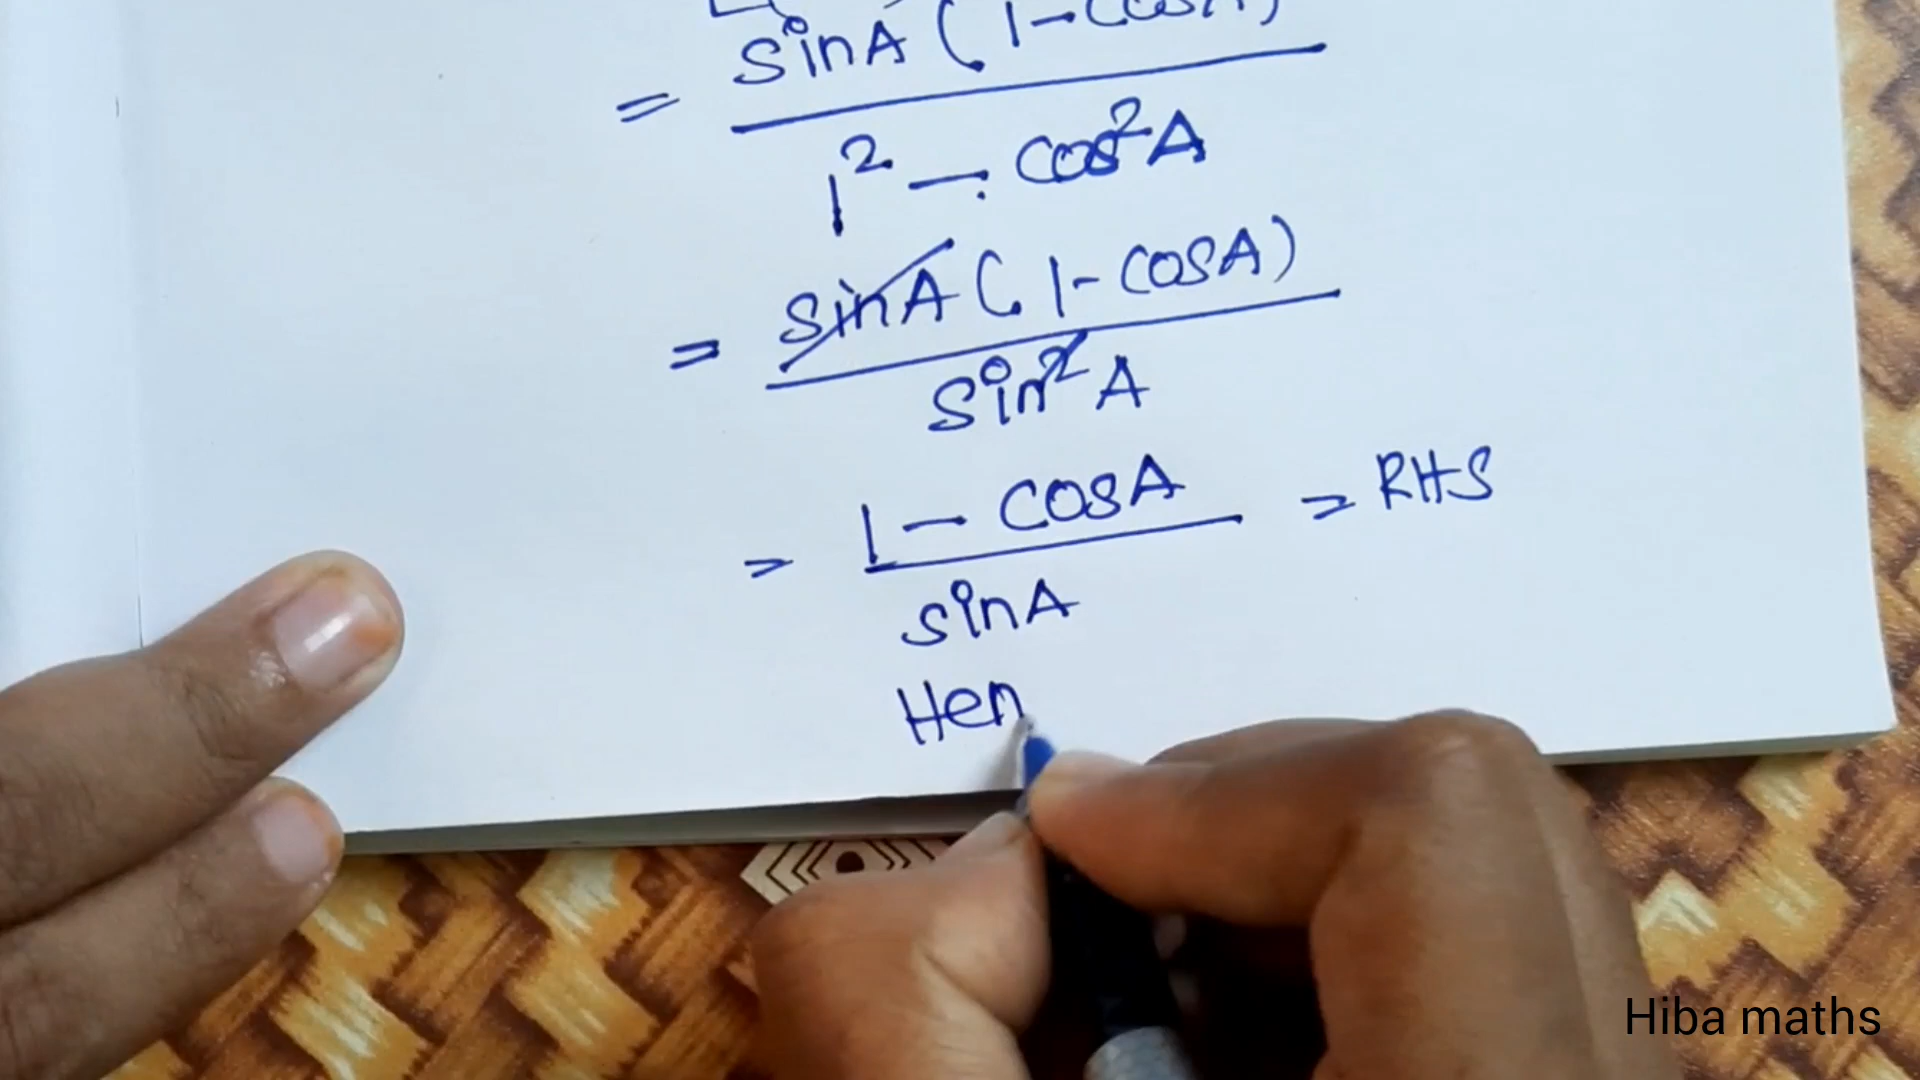 = sinA (1-cosA)
1² - cos²A
= sinA (1-cosA)
sin²A
= 1 - cosA = RHS
sinA
Hen
Hiba maths